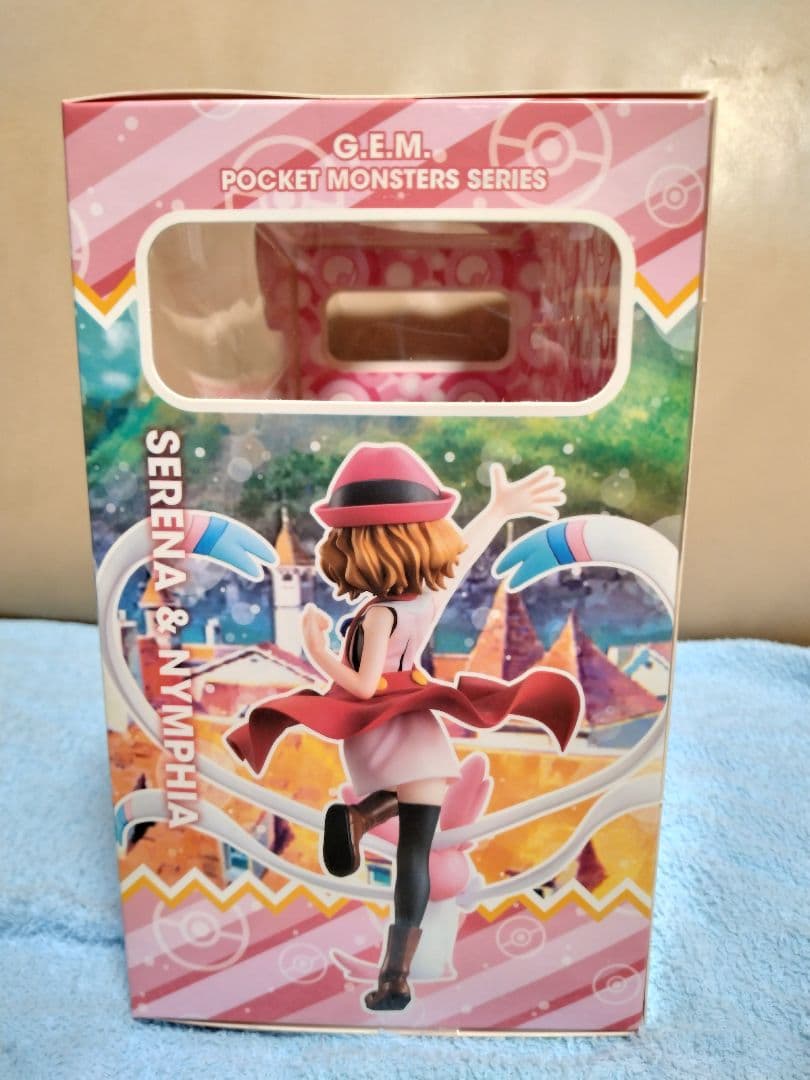 G.E.M.
POCKET MONSTERS SERIES
SERENA & NYMPHIA